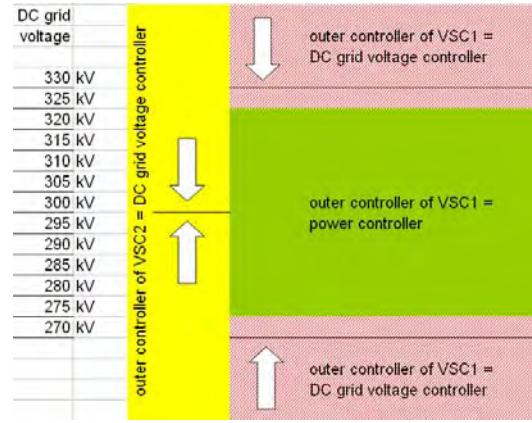 DC grid
voltage
330 kV
325 kV
320 kV
315 kV
310 kV
305 kV
300 kV
295 kV
290 kV
285 kV
280 kV
275 kV
270 kV
outer controller of VSC2 = DC grid voltage controller
outer controller of VSC1 =
DC grid voltage controller
outer controller of VSC1 =
power controller
outer controller of VSC1 =
DC grid voltage controller